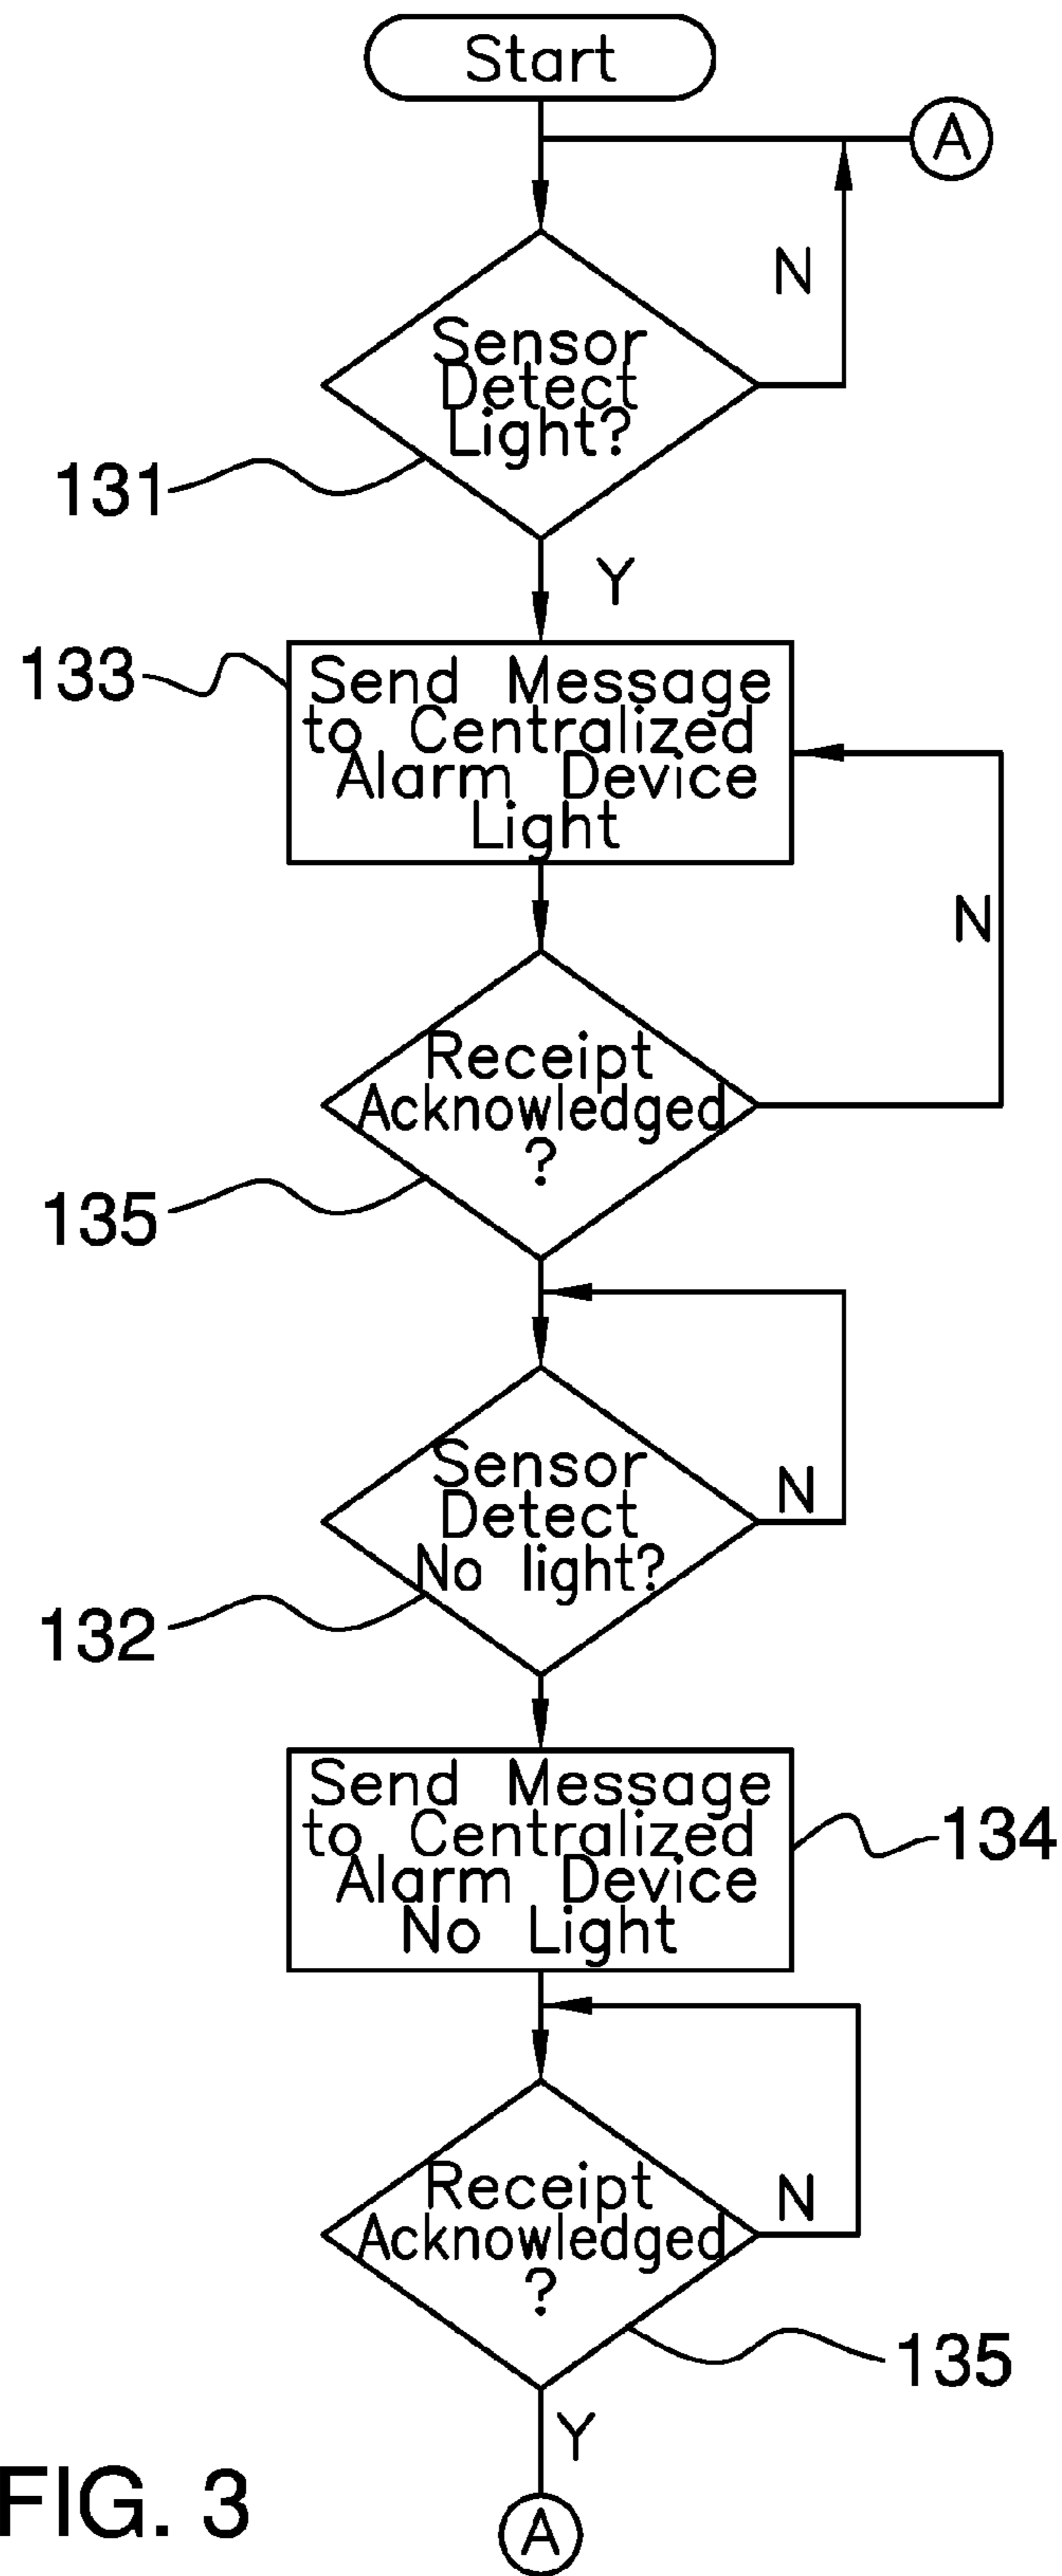 Start
A
N
Sensor
Detect
Light?
131
Y
133
Send Message
to Centralized
Alarm Device
Light
N
Receipt
Acknowledged
?
135
Sensor
Detect
No light?
N
132
Send Message
to Centralized
Alarm Device
No Light
134
Receipt
Acknowledged
?
N
135
Y
A
FIG. 3